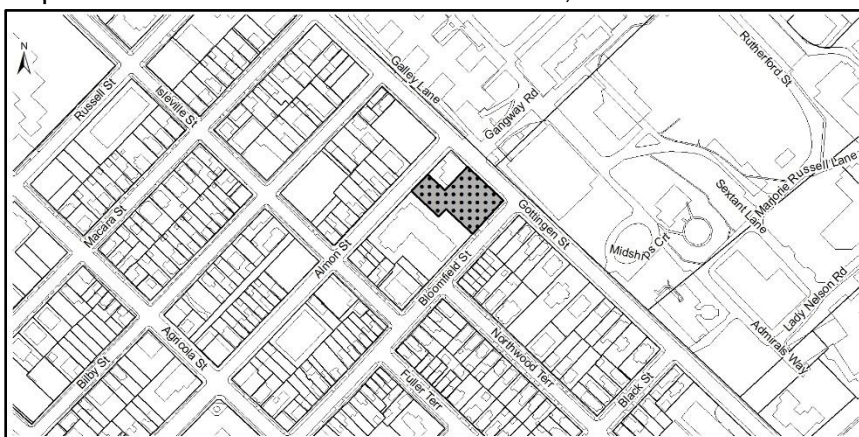 N
Russell St
Isleville St
Galley Lane
Gangway Rd
Rutherford St
Marjorie Russell Lane
Sextant Lane
Macara St
Almon St
Gottingen St
Midships Crt
Bloomfield St
Lady Nelson Rd
Admirals Way
Northwood Terr
Agricola St
Bilby St
Fuller Terr
Black St